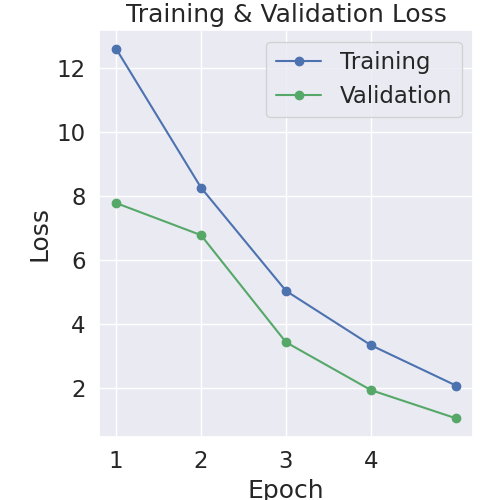 Training & Validation Loss
Training
Validation
12
10
8
6
4
2
Loss
1 2 3 4
Epoch